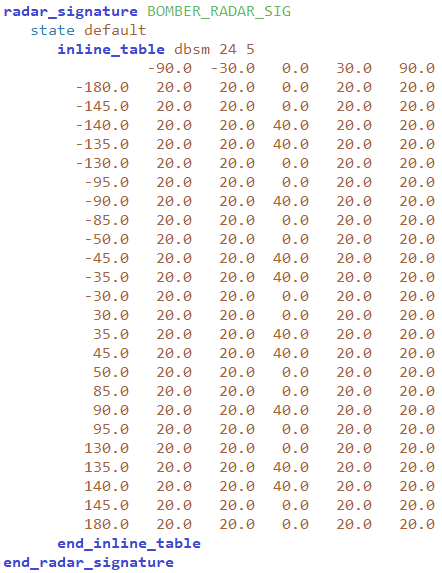 radar_signature BOMBER_RADAR_SIG
   state default
      inline_table dbsm 24 5
                -90.0  -30.0   0.0   30.0   90.0
        -180.0   20.0   20.0   0.0   20.0   20.0
        -145.0   20.0   20.0   0.0   20.0   20.0
        -140.0   20.0   20.0  40.0   20.0   20.0
        -135.0   20.0   20.0  40.0   20.0   20.0
        -130.0   20.0   20.0   0.0   20.0   20.0
         -95.0   20.0   20.0   0.0   20.0   20.0
         -90.0   20.0   20.0  40.0   20.0   20.0
         -85.0   20.0   20.0   0.0   20.0   20.0
         -50.0   20.0   20.0   0.0   20.0   20.0
         -45.0   20.0   20.0  40.0   20.0   20.0
         -35.0   20.0   20.0  40.0   20.0   20.0
         -30.0   20.0   20.0   0.0   20.0   20.0
          30.0   20.0   20.0   0.0   20.0   20.0
          35.0   20.0   20.0  40.0   20.0   20.0
          45.0   20.0   20.0  40.0   20.0   20.0
          50.0   20.0   20.0   0.0   20.0   20.0
          85.0   20.0   20.0   0.0   20.0   20.0
          90.0   20.0   20.0  40.0   20.0   20.0
          95.0   20.0   20.0   0.0   20.0   20.0
         130.0   20.0   20.0   0.0   20.0   20.0
         135.0   20.0   20.0  40.0   20.0   20.0
         140.0   20.0   20.0  40.0   20.0   20.0
         145.0   20.0   20.0   0.0   20.0   20.0
         180.0   20.0   20.0   0.0   20.0   20.0
      end_inline_table
end_radar_signature